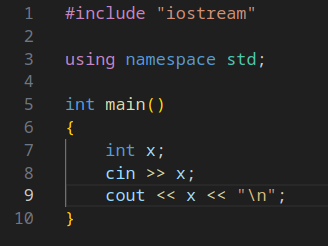 1 #include "iostream"
2
3 using namespace std;
4
5 int main()
6 {
7     int x;
8     cin >> x;
9     cout << x << "\n";
10 }